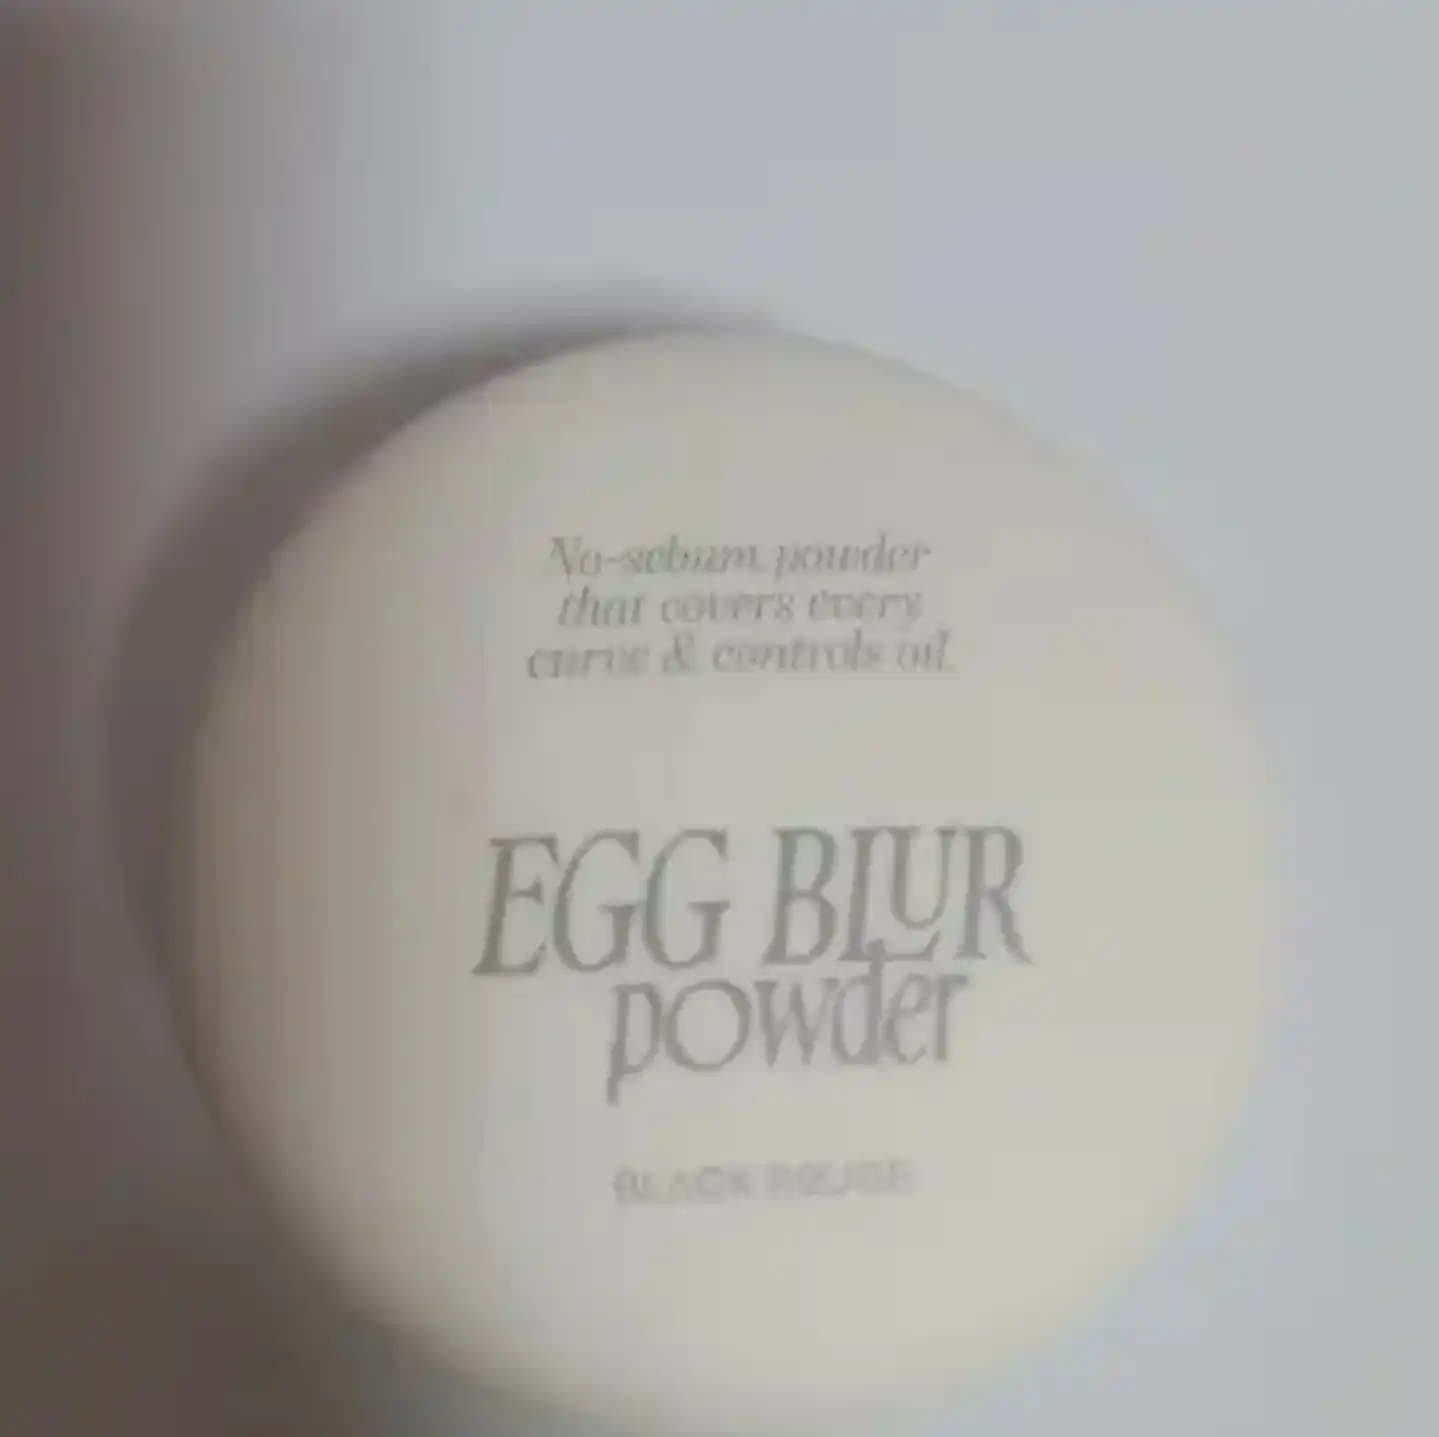 No-sebum powder
that covers every
curve & controls oil.
EGG BLUR
powder
BLACK ROUGE